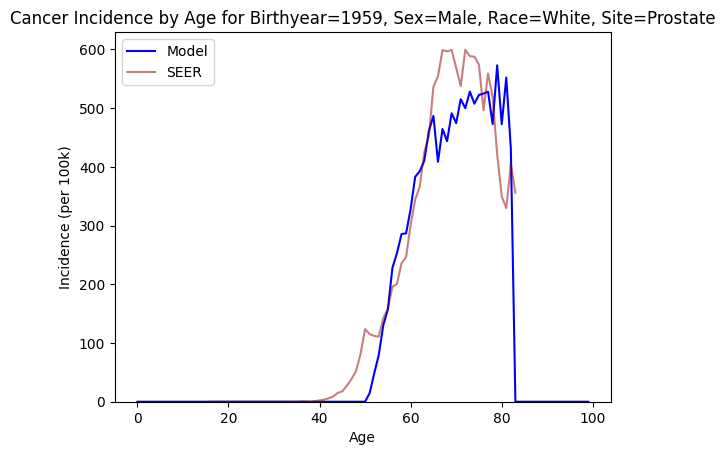 Cancer Incidence by Age for Birthyear=1959, Sex=Male, Race=White, Site=Prostate
Model
SEER
600
500
400
300
200
100
0
Incidence (per 100k)
0 20 40 60 80 100
Age